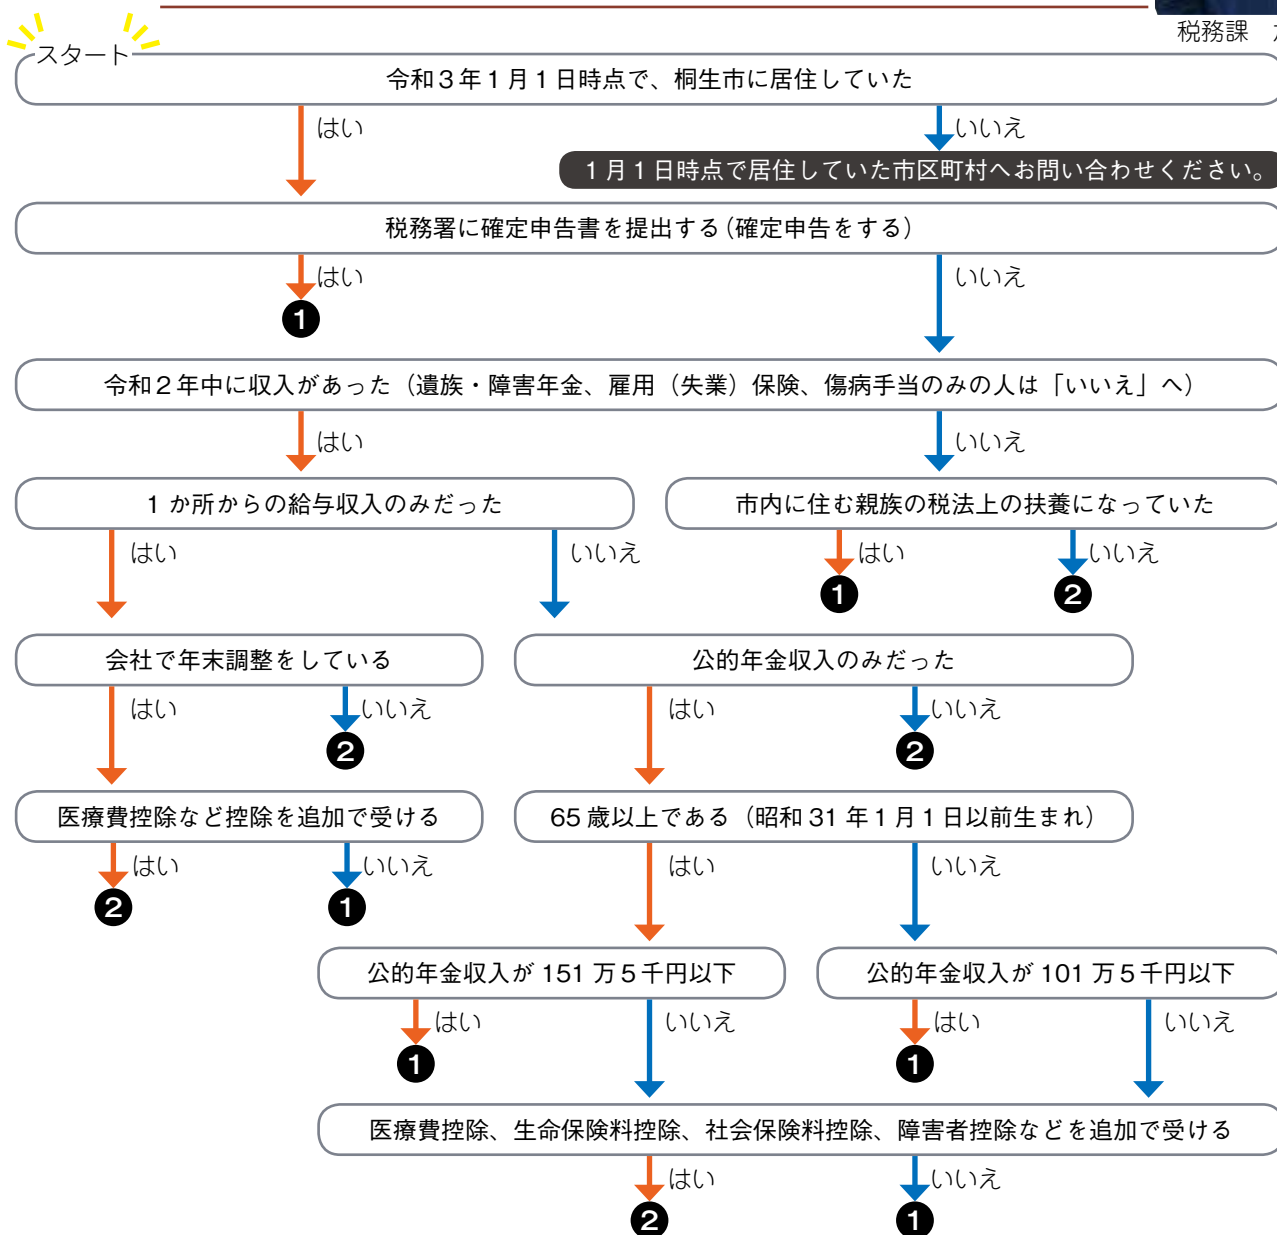 税務課
スタート
令和３年１月１日時点で、桐生市に居住していた
はい
いいえ
１月１日時点で居住していた市区町村へお問い合わせください。
税務署に確定申告書を提出する（確定申告をする）
はい
いいえ
❶
令和２年中に収入があった（遺族・障害年金、雇用（失業）保険、傷病手当のみの人は「いいえ」へ）
はい
いいえ
１か所からの給与収入のみだった
市内に住む親族の税法上の扶養になっていた
はい
いいえ
はい
いいえ
❶
❷
会社で年末調整をしている
公的年金収入のみだった
はい
いいえ
はい
いいえ
❷
❷
医療費控除など控除を追加で受ける
65歳以上である（昭和31年１月１日以前生まれ）
はい
いいえ
はい
いいえ
❷
❶
公的年金収入が151万５千円以下
公的年金収入が101万５千円以下
はい
いいえ
はい
いいえ
❶
❶
医療費控除、生命保険料控除、社会保険料控除、障害者控除などを追加で受ける
はい
いいえ
❷
❶